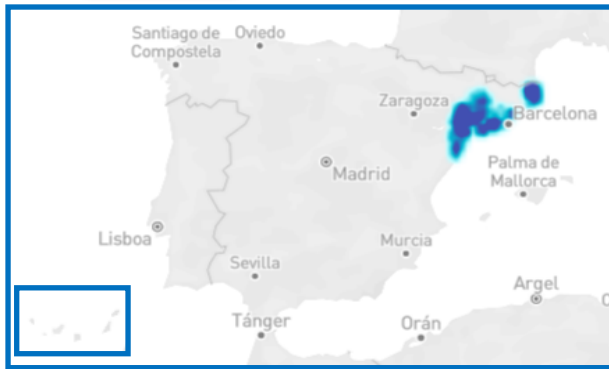 Santiago de
Compostela
Oviedo
Zaragoza
Barcelona
Madrid
Palma de
Mallorca
Lisboa
Murcia
Sevilla
Argel
Tánger
Orán